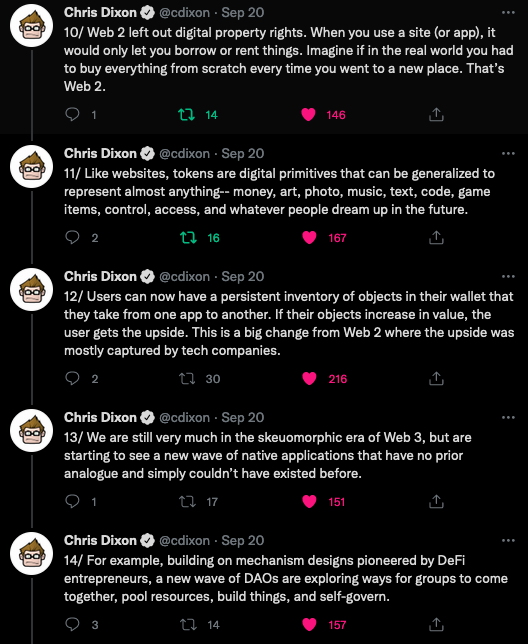 Chris Dixon @cdixon · Sep 20
10/ Web 2 left out digital property rights. When you use a site (or app), it
would only let you borrow or rent things. Imagine if in the real world you had
to buy everything from scratch every time you went to a new place. That’s
Web 2.
1 14 146
Chris Dixon @cdixon · Sep 20
11/ Like websites, tokens are digital primitives that can be generalized to
represent almost anything-- money, art, photo, music, text, code, game
items, control, access, and whatever people dream up in the future.
2 16 167
Chris Dixon @cdixon · Sep 20
12/ Users can now have a persistent inventory of objects in their wallet that
they take from one app to another. If their objects increase in value, the
user gets the upside. This is a big change from Web 2 where the upside was
mostly captured by tech companies.
2 30 216
Chris Dixon @cdixon · Sep 20
13/ We are still very much in the skeuomorphic era of Web 3, but are
starting to see a new wave of native applications that have no prior
analogue and simply couldn’t have existed before.
1 17 151
Chris Dixon @cdixon · Sep 20
14/ For example, building on mechanism designs pioneered by DeFi
entrepreneurs, a new wave of DAOs are exploring ways for groups to come
together, pool resources, build things, and self-govern.
3 14 157